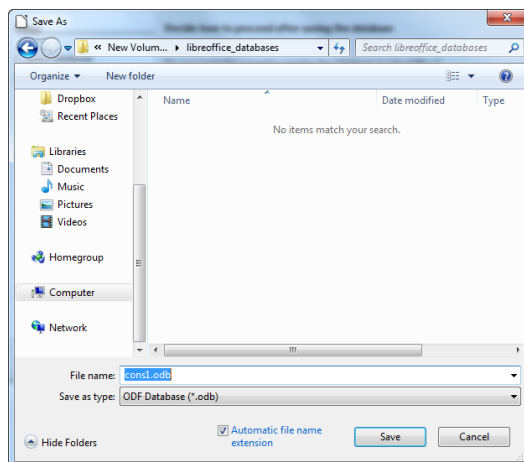 Save As
Decide how to proceed after saving the database
« New Volum... ▸ libreoffice_databases
Search libreoffice_databases
Organize
New folder
Name
Date modified
Type
Dropbox
Recent Places
No items match your search.
Libraries
Documents
Music
Pictures
Videos
Homegroup
Computer
Network
File name: cons1.odb
Save as type: ODF Database (*.odb)
Hide Folders
Automatic file name
extension
Save
Cancel